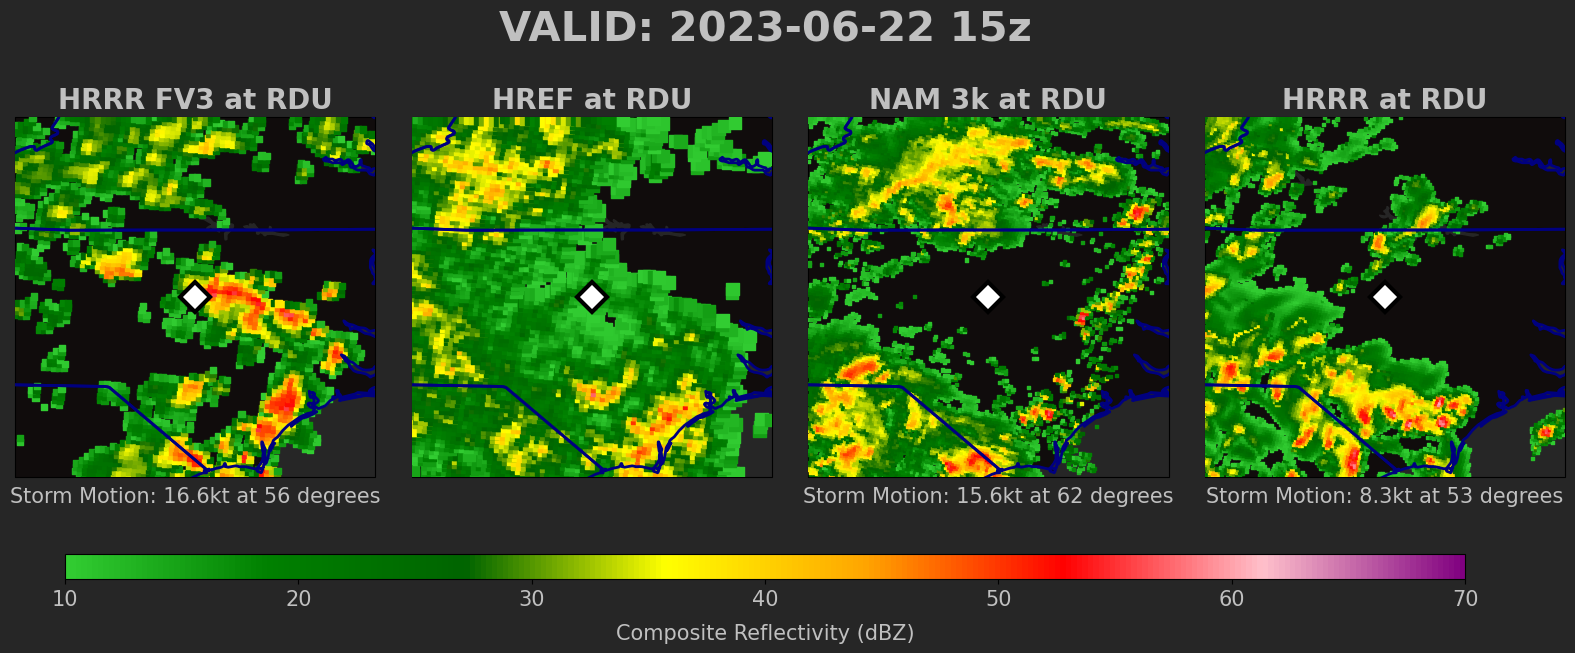 VALID: 2023-06-22 15z
HRRR FV3 at RDU
HREF at RDU
NAM 3k at RDU
HRRR at RDU
Storm Motion: 16.6kt at 56 degrees
Storm Motion: 15.6kt at 62 degrees
Storm Motion: 8.3kt at 53 degrees
10 20 30 40 50 60 70
Composite Reflectivity (dBZ)